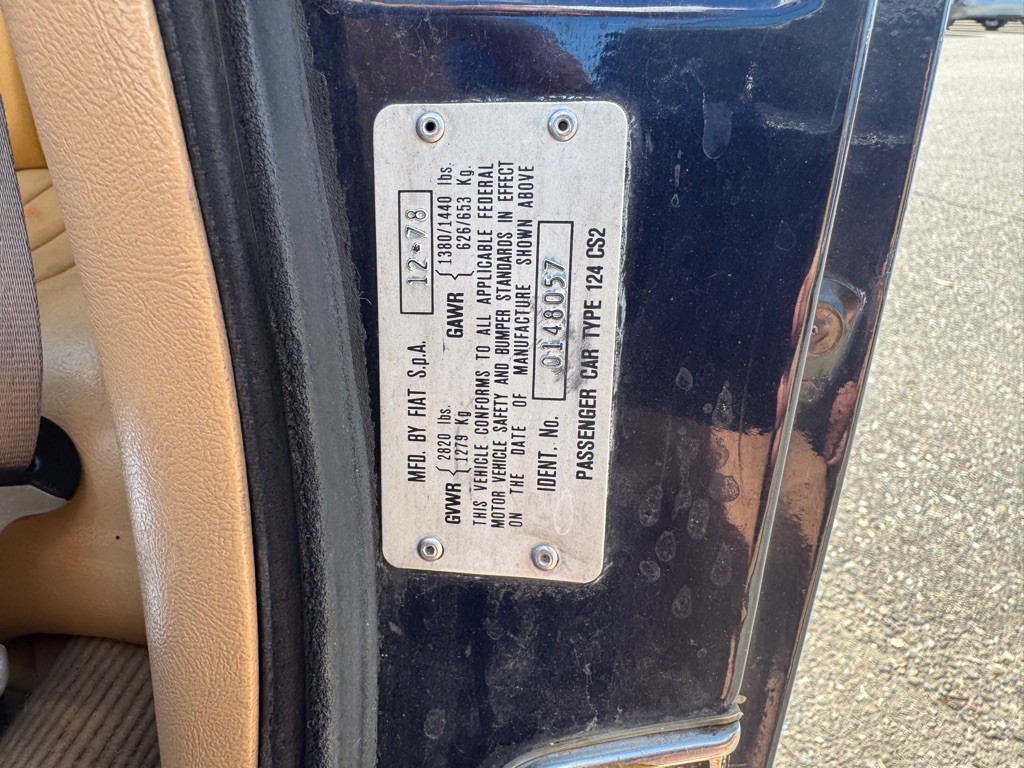 MFD. BY FIAT S.p.A. 12•78
GVWR { 2820 lbs. GAWR { 1380/1440 lbs.
1279 Kg 626/653 Kg.
THIS VEHICLE CONFORMS TO ALL APPLICABLE FEDERAL
MOTOR VEHICLE SAFETY AND BUMPER STANDARDS IN EFFECT
ON THE DATE OF MANUFACTURE SHOWN ABOVE
IDENT. No. 0148057
PASSENGER CAR TYPE 124 CS2